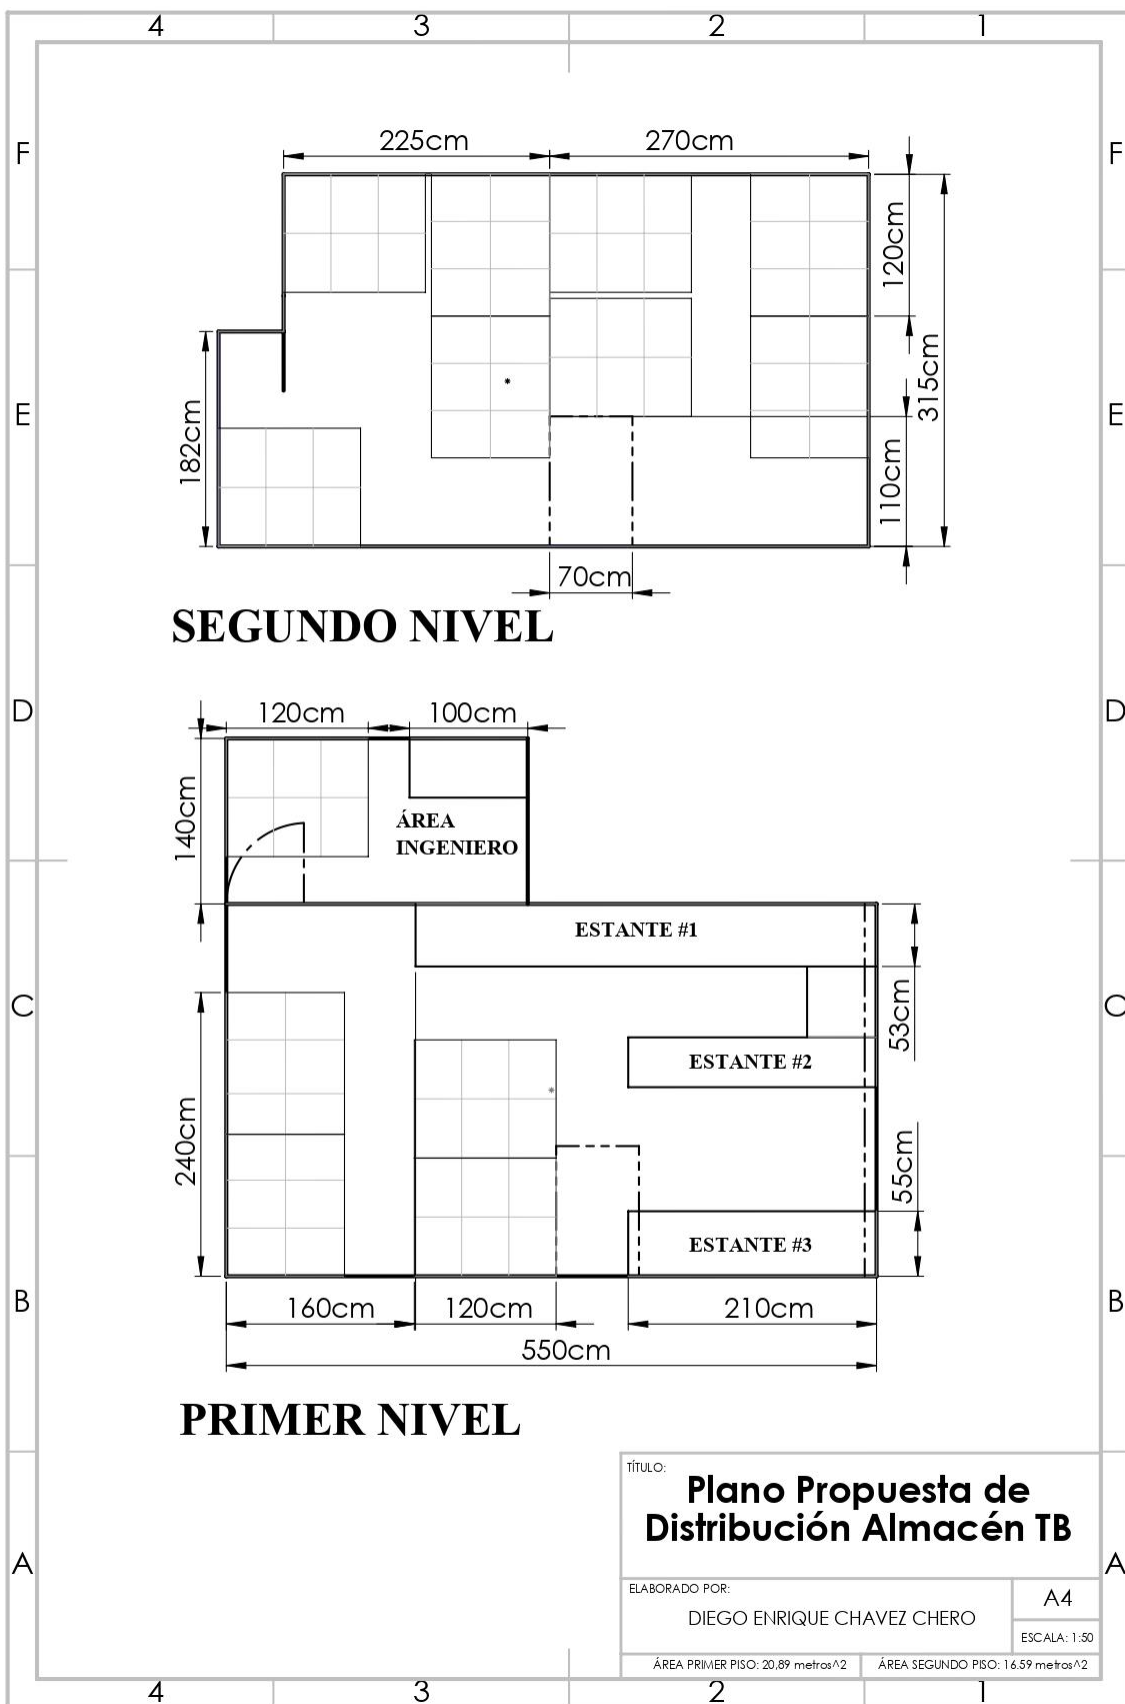 4 3 2 1
F F
225cm 270cm
120cm
315cm
E E
182cm
110cm
70cm
SEGUNDO NIVEL
D D
120cm 100cm
140cm
ÁREA
INGENIERO
ESTANTE #1
C C
53cm
ESTANTE #2
240cm
55cm
ESTANTE #3
B B
160cm 120cm 210cm
550cm
PRIMER NIVEL
TÍTULO:
Plano Propuesta de
Distribución Almacén TB
A A
ELABORADO POR:
DIEGO ENRIQUE CHAVEZ CHERO
A4
ESCALA: 1:50
ÁREA PRIMER PISO: 20,89 metros^2 ÁREA SEGUNDO PISO: 16.59 metros^2
4 3 2 1